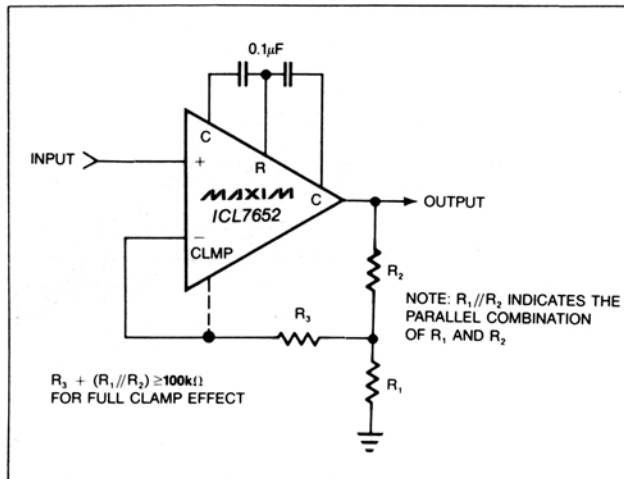 0.1µF
C
INPUT
+
R
MAXIM
C
OUTPUT
ICL7652
−
CLMP
R₂
R₃
NOTE: R₁//R₂ INDICATES THE
PARALLEL COMBINATION
OF R₁ AND R₂
R₃ + (R₁//R₂) ≥100kΩ
FOR FULL CLAMP EFFECT
R₁